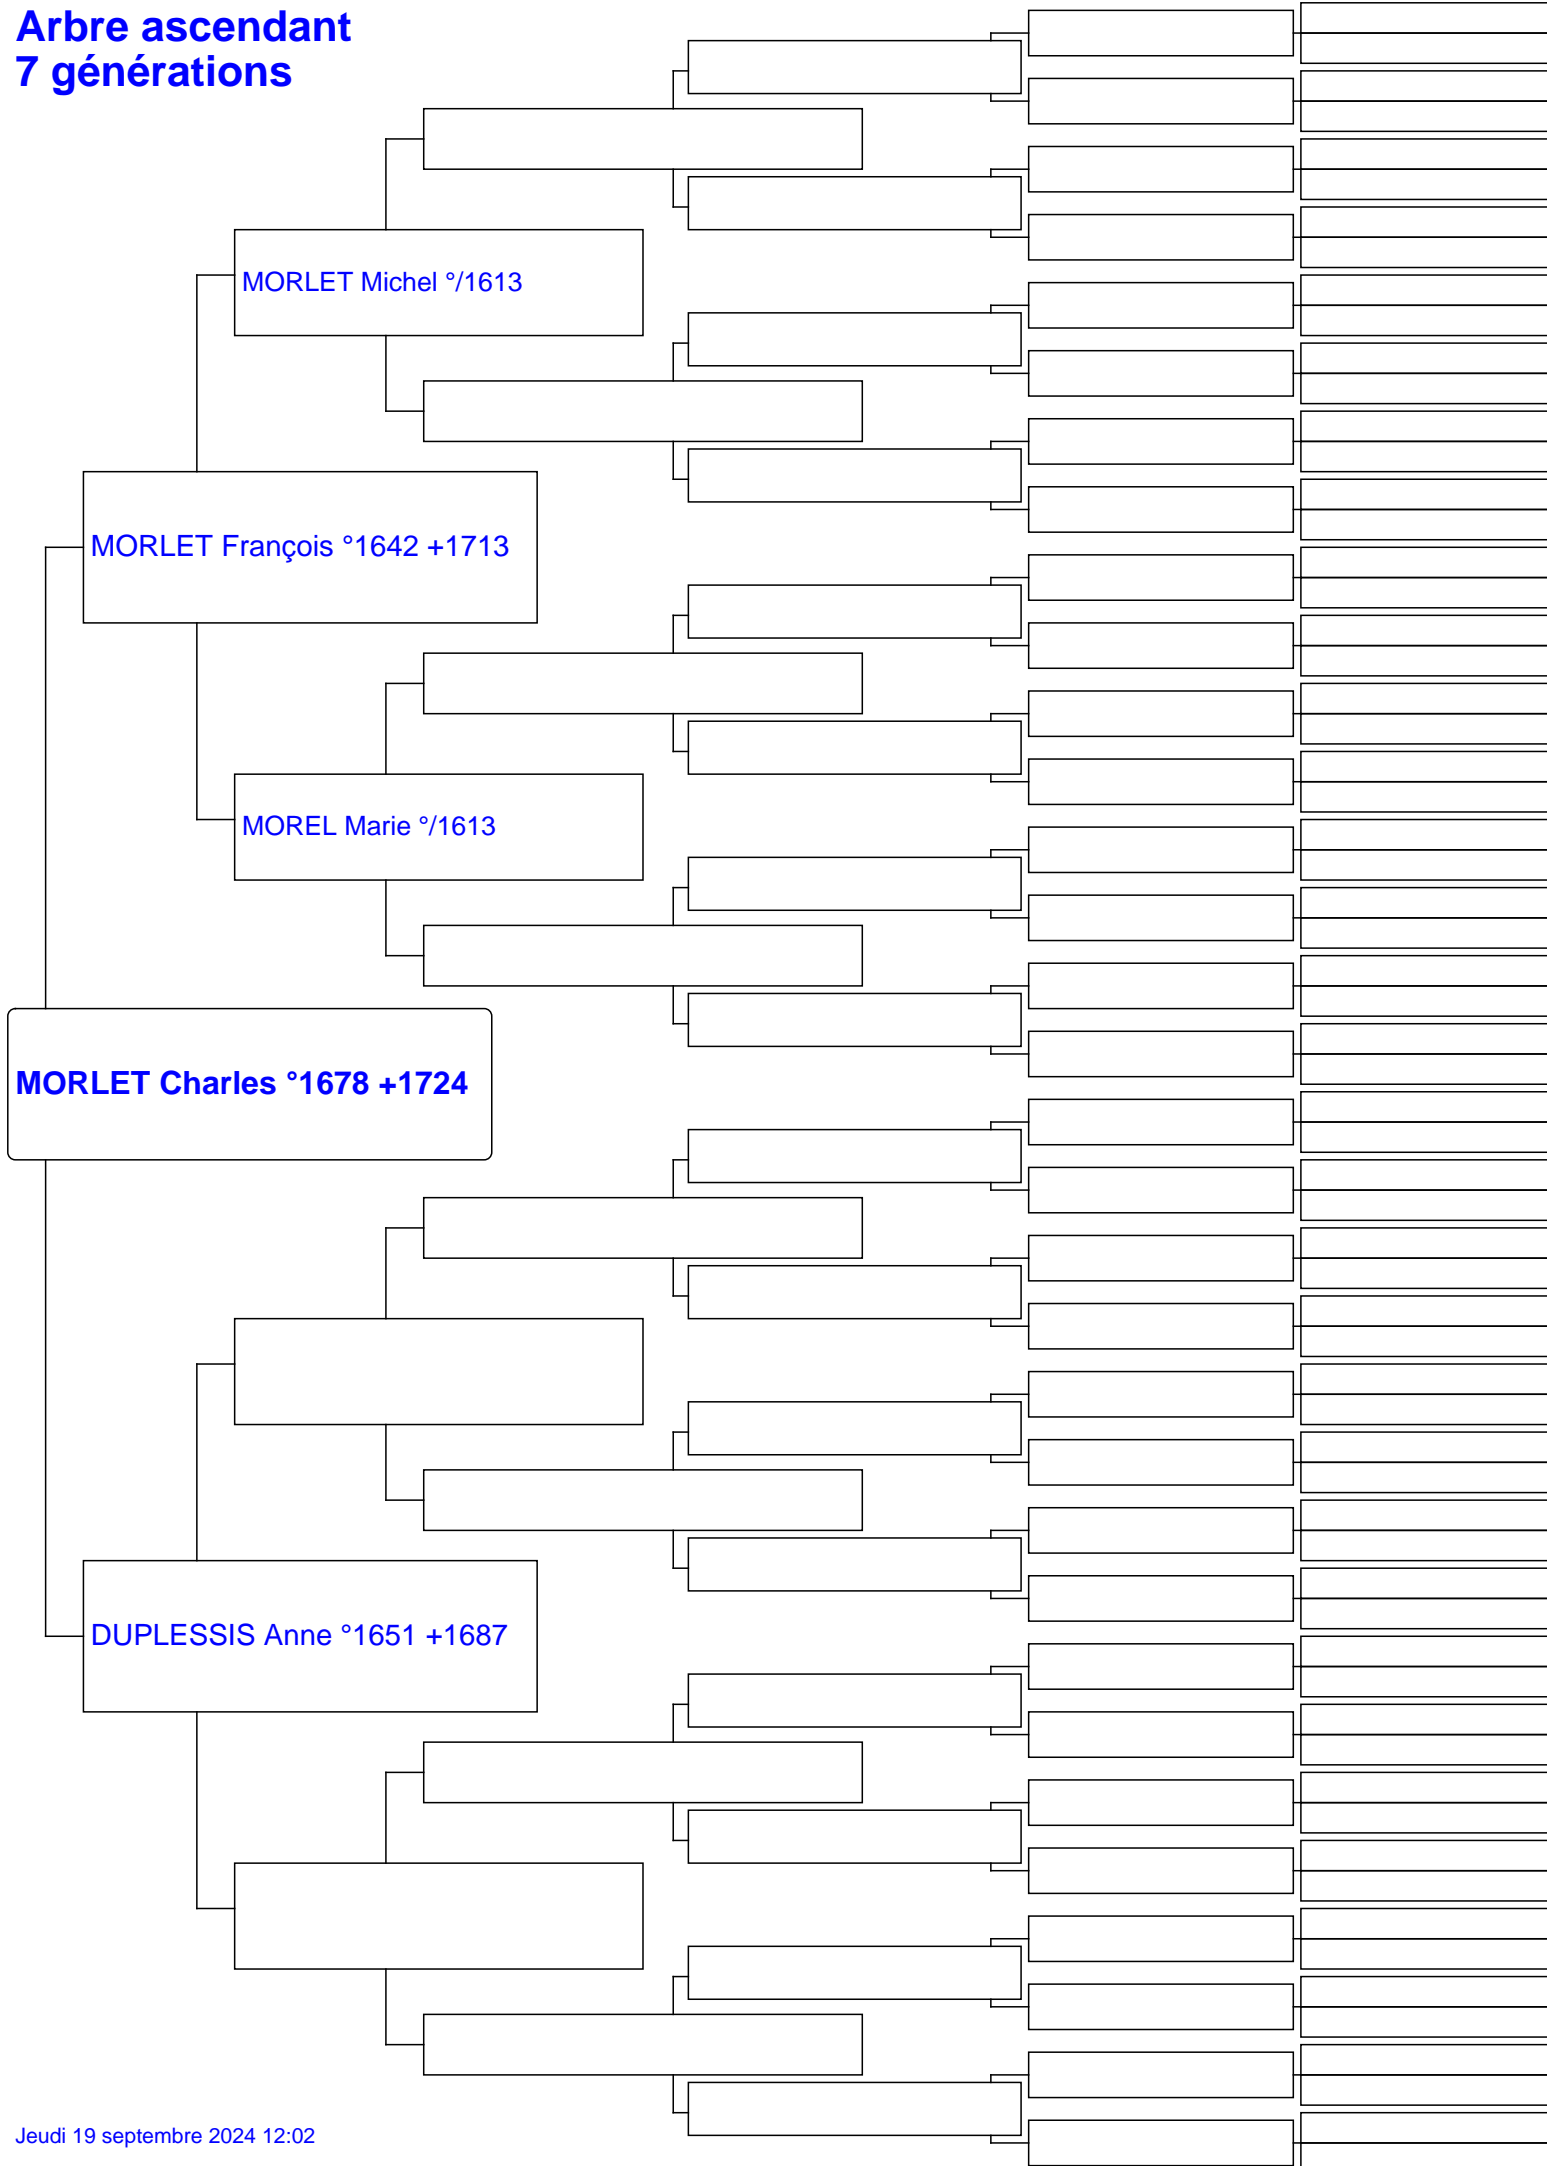 Arbre ascendant
7 générations
MORLET Michel °/1613
MORLET François °1642 +1713
MOREL Marie °/1613
MORLET Charles °1678 +1724
DUPLESSIS Anne °1651 +1687
Jeudi 19 septembre 2024 12:02